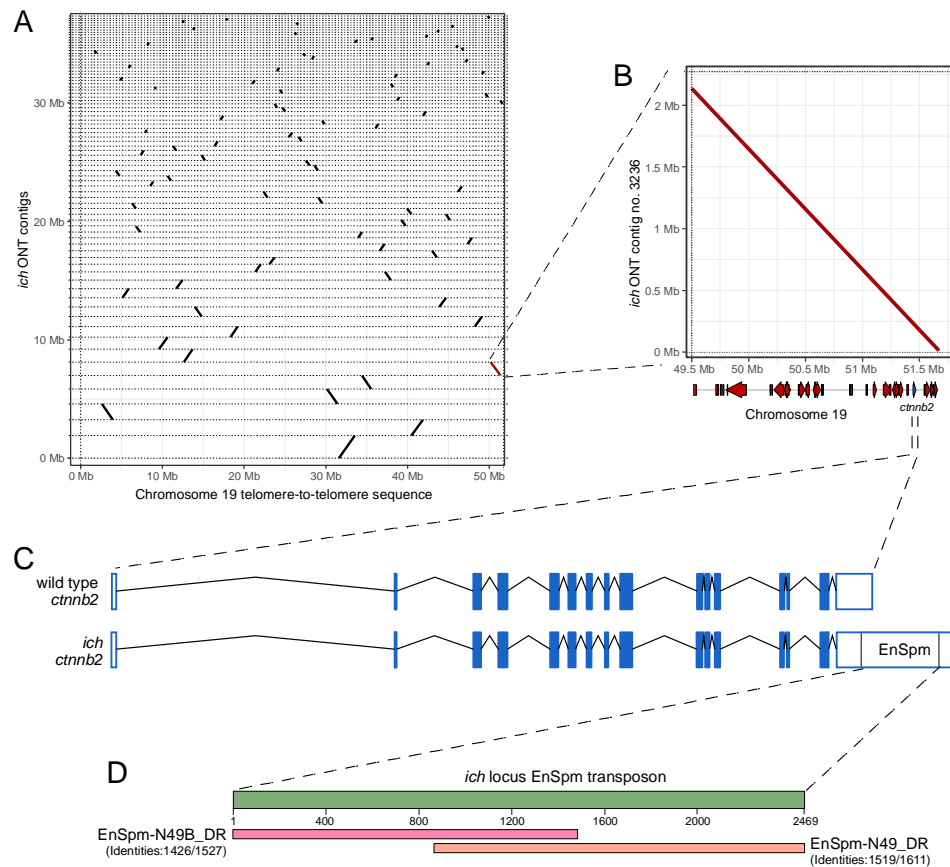 A
30 Mb
20 Mb
10 Mb
0 Mb
ich ONT contigs
0 Mb 10 Mb 20 Mb 30 Mb 40 Mb 50 Mb
Chromosome 19 telomere-to-telomere sequence
B
2 Mb
1.5 Mb
1 Mb
0.5 Mb
0 Mb
ich ONT contig no. 3236
49.5 Mb 50 Mb 50.5 Mb 51 Mb 51.5 Mb
ctnnb2
Chromosome 19
C
wild type
ctnnb2
ich
ctnnb2
EnSpm
D
ich locus EnSpm transposon
1 400 800 1200 1600 2000 2469
EnSpm-N49B_DR
(Identities:1426/1527)
EnSpm-N49_DR
(Identities:1519/1611)